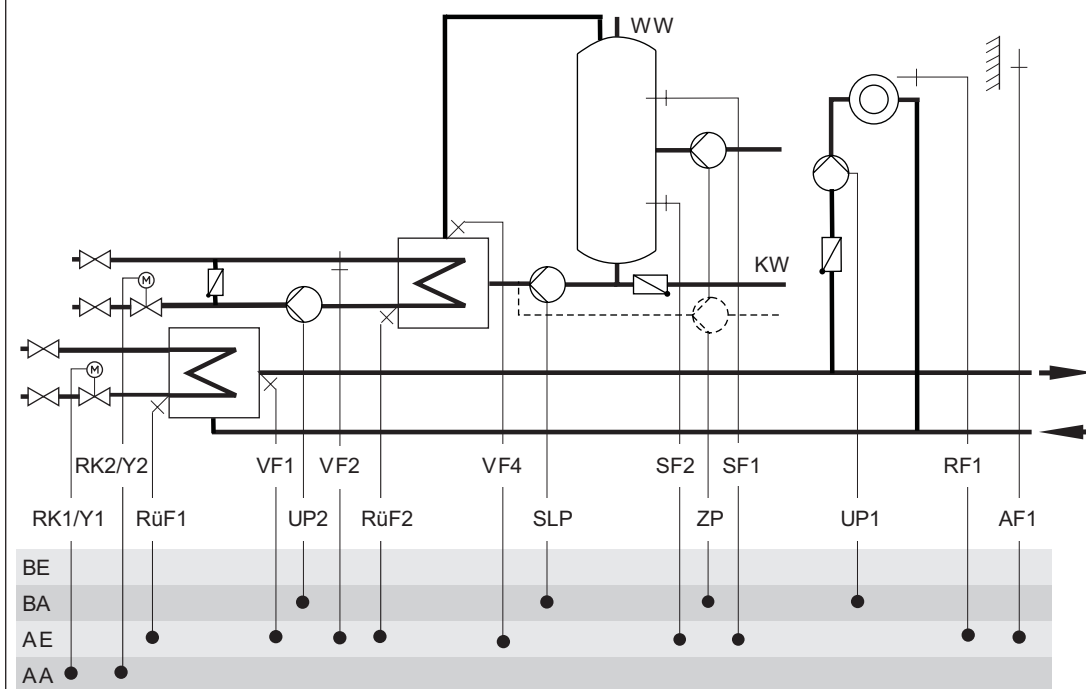 WW
KW
M
M
RK2/Y2 VF1 VF2 VF4 SF2 SF1 RF1
RK1/Y1 RüF1 UP2 RüF2 SLP ZP UP1 AF1
BE
BA
AE
AA